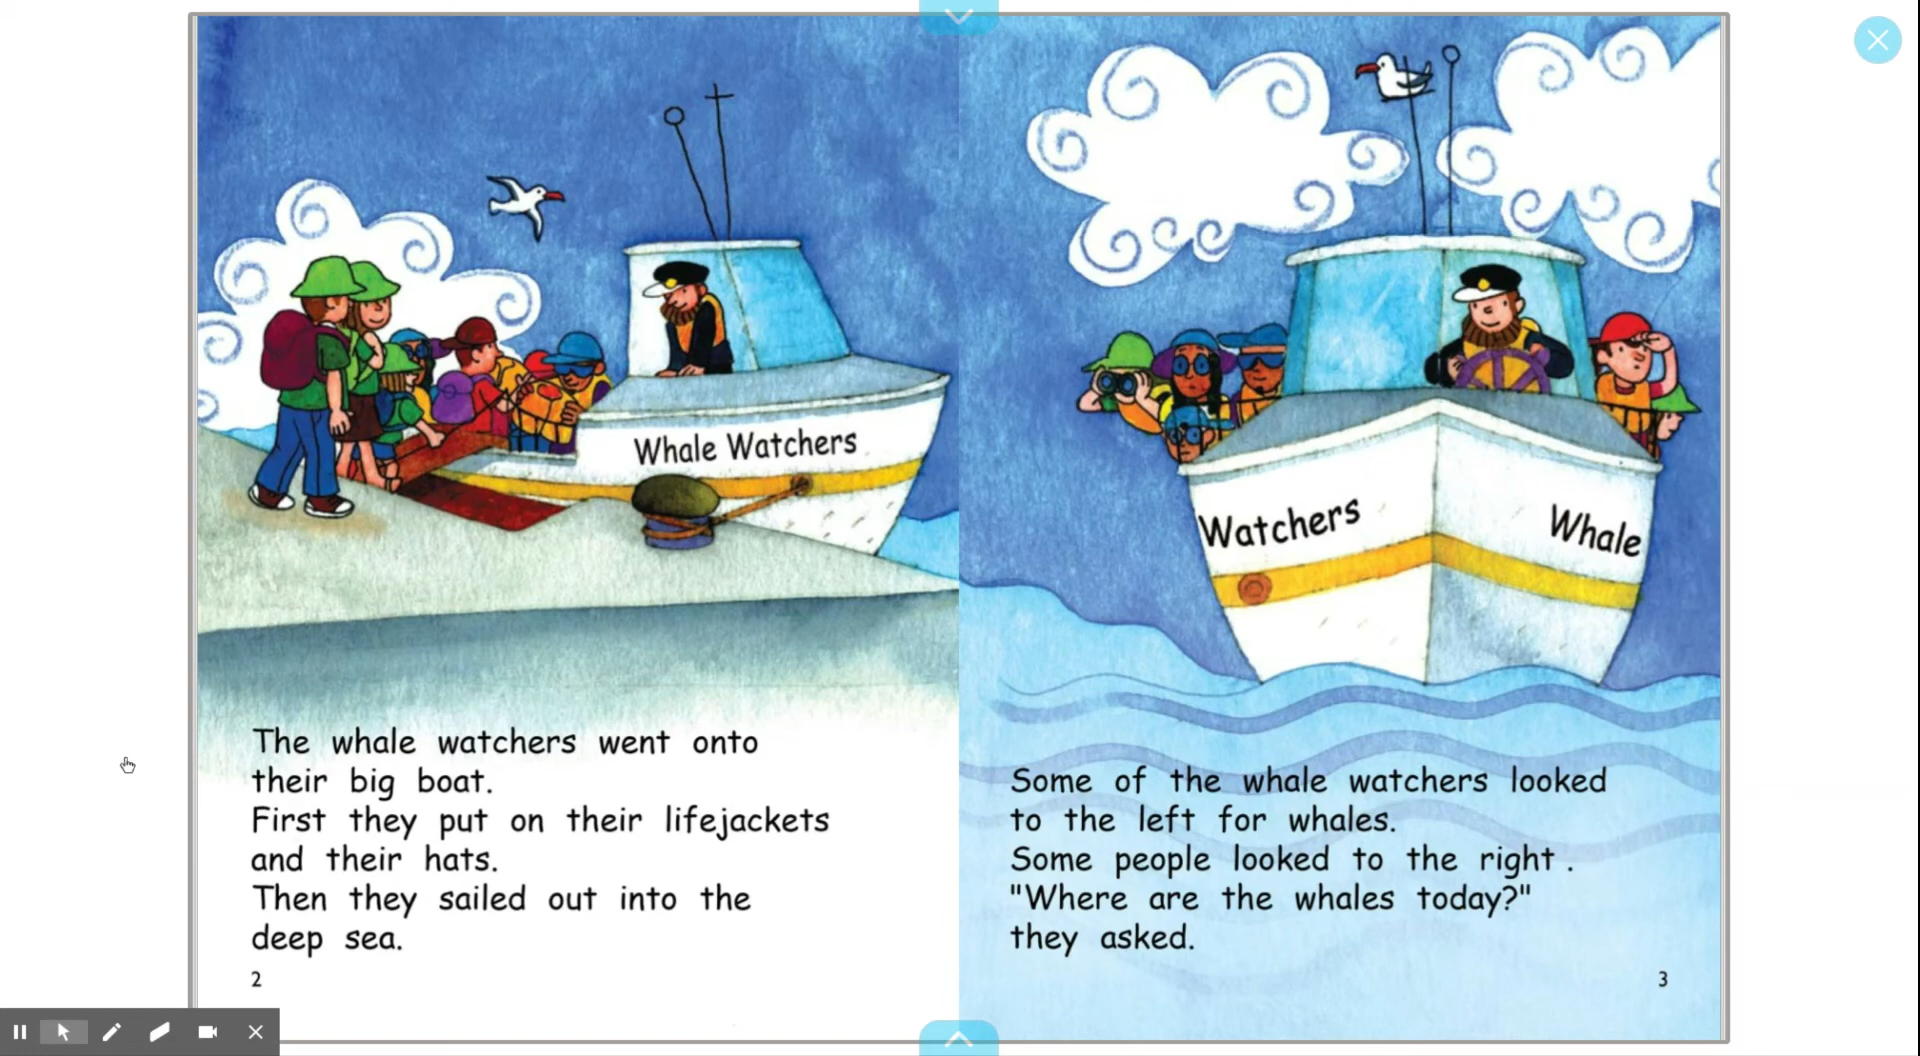 Whale Watchers
The whale watchers went onto
their big boat.
First they put on their lifejackets
and their hats.
Then they sailed out into the
deep sea.
2
Watchers
Whale
Some of the whale watchers looked
to the left for whales.
Some people looked to the right .
"Where are the whales today?"
they asked.
3